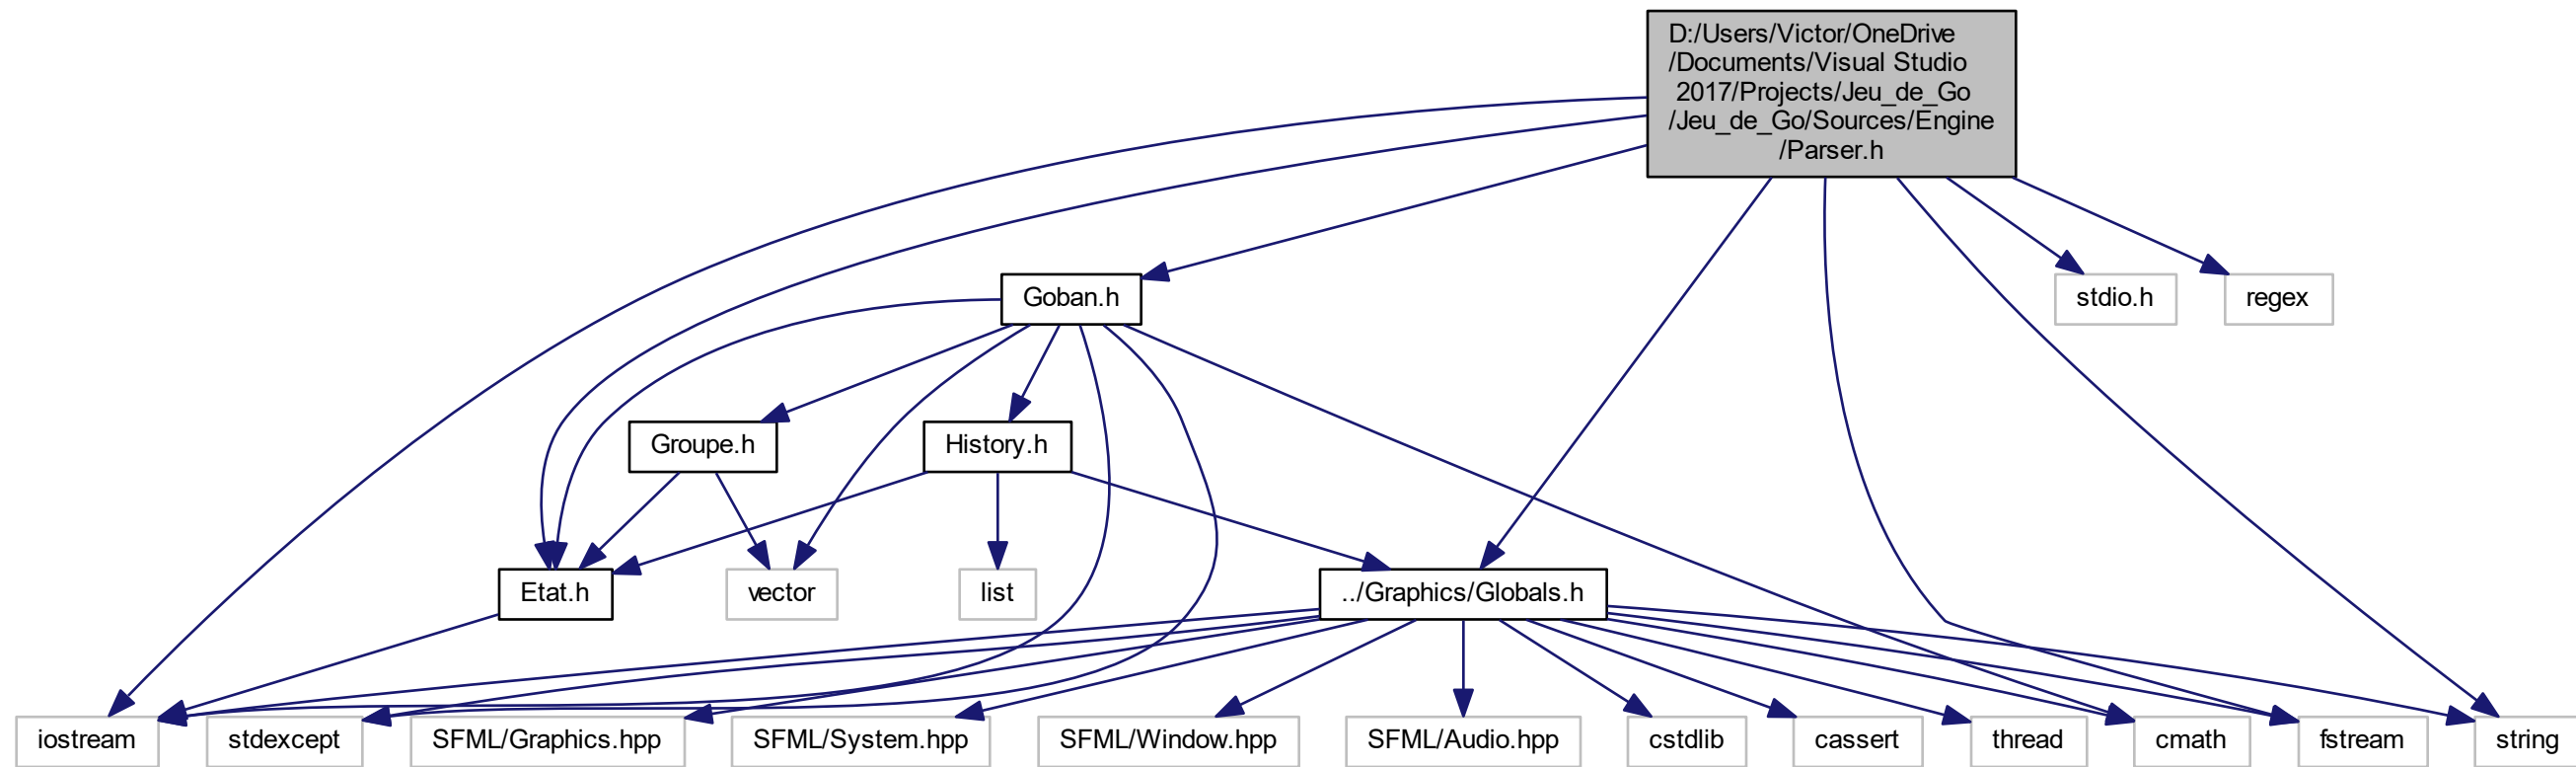 D:/Users/Victor/OneDrive
/Documents/Visual Studio
2017/Projects/Jeu_de_Go
/Jeu_de_Go/Sources/Engine
/Parser.h
Goban.h
stdio.h
regex
Groupe.h
History.h
Etat.h
vector
list
../Graphics/Globals.h
iostream
stdexcept
SFML/Graphics.hpp
SFML/System.hpp
SFML/Window.hpp
SFML/Audio.hpp
cstdlib
cassert
thread
cmath
fstream
string